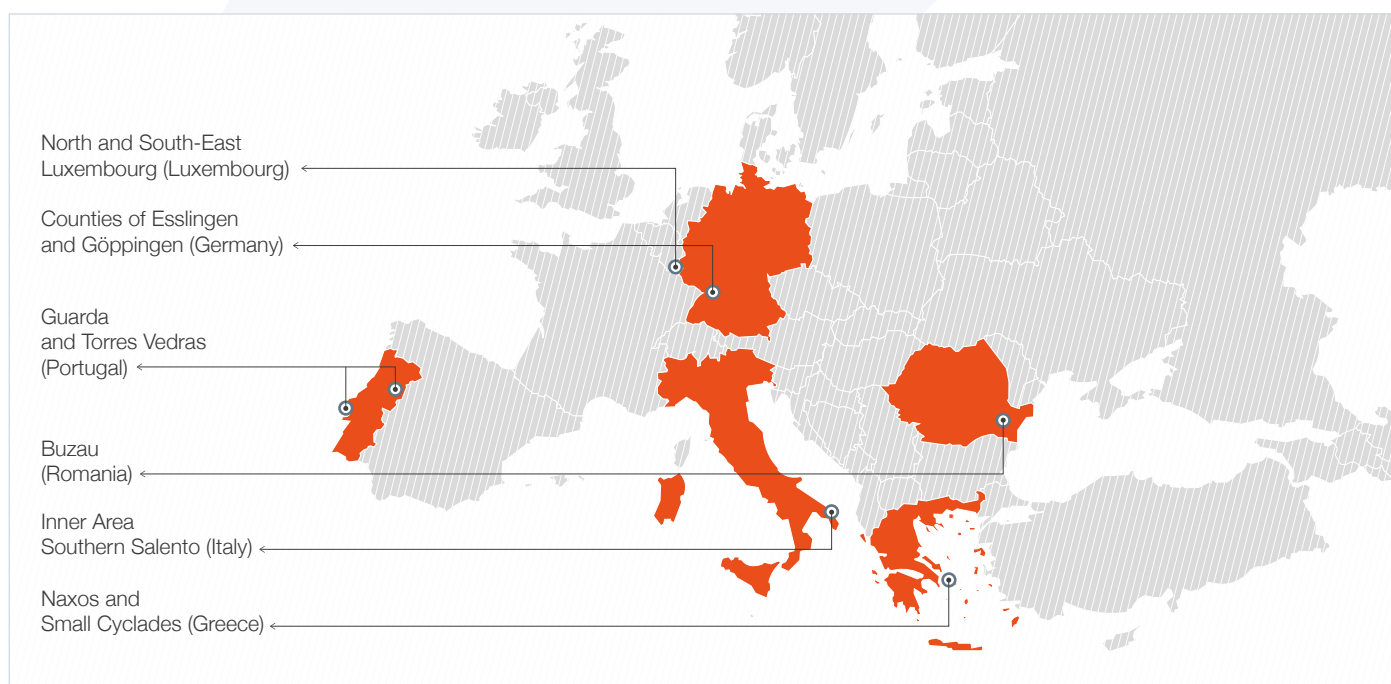 North and South-East
Luxembourg (Luxembourg)
Counties of Esslingen
and Göppingen (Germany)
Guarda
and Torres Vedras
(Portugal)
Buzau
(Romania)
Inner Area
Southern Salento (Italy)
Naxos and
Small Cyclades (Greece)